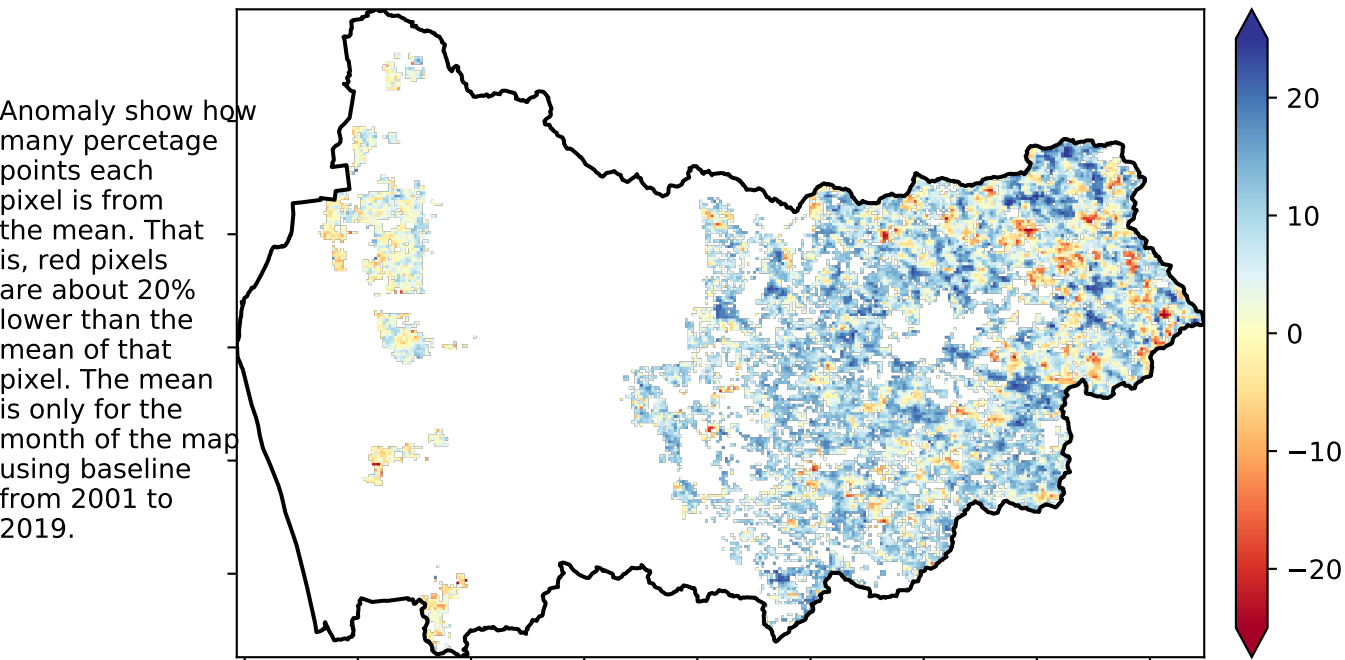 Anomaly show how
many percetage
points each
pixel is from
the mean. That
is, red pixels
are about 20%
lower than the
mean of that
pixel. The mean
is only for the
month of the map
using baseline
from 2001 to
2019.
20
10
0
−10
−20